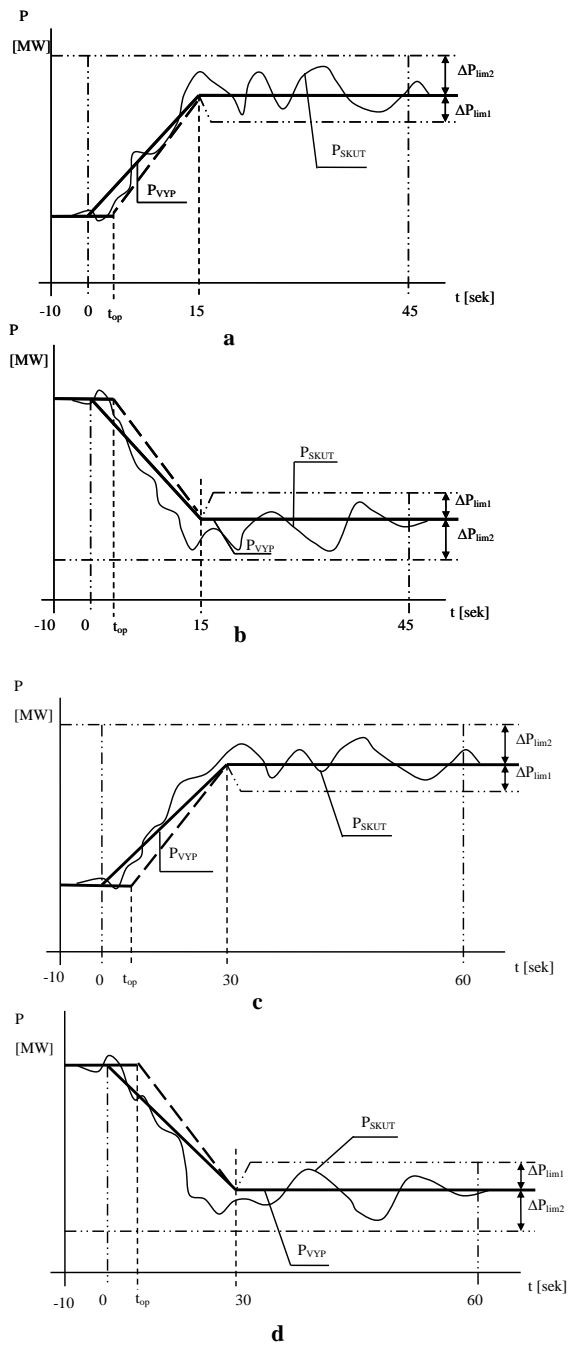 P
[MW]
ΔPlim2
ΔPlim1
PSKUT
PVYP
-10 0 top 15 45 t [sek]
a
P
[MW]
PSKUT
ΔPlim1
ΔPlim2
PVYP
-10 0 top 15 45 t [sek]
b
P
[MW]
ΔPlim2
ΔPlim1
PSKUT
PVYP
-10 0 top 30 60 t [sek]
c
P
[MW]
PSKUT
ΔPlim1
ΔPlim2
PVYP
-10 0 top 30 60 t [sek]
d